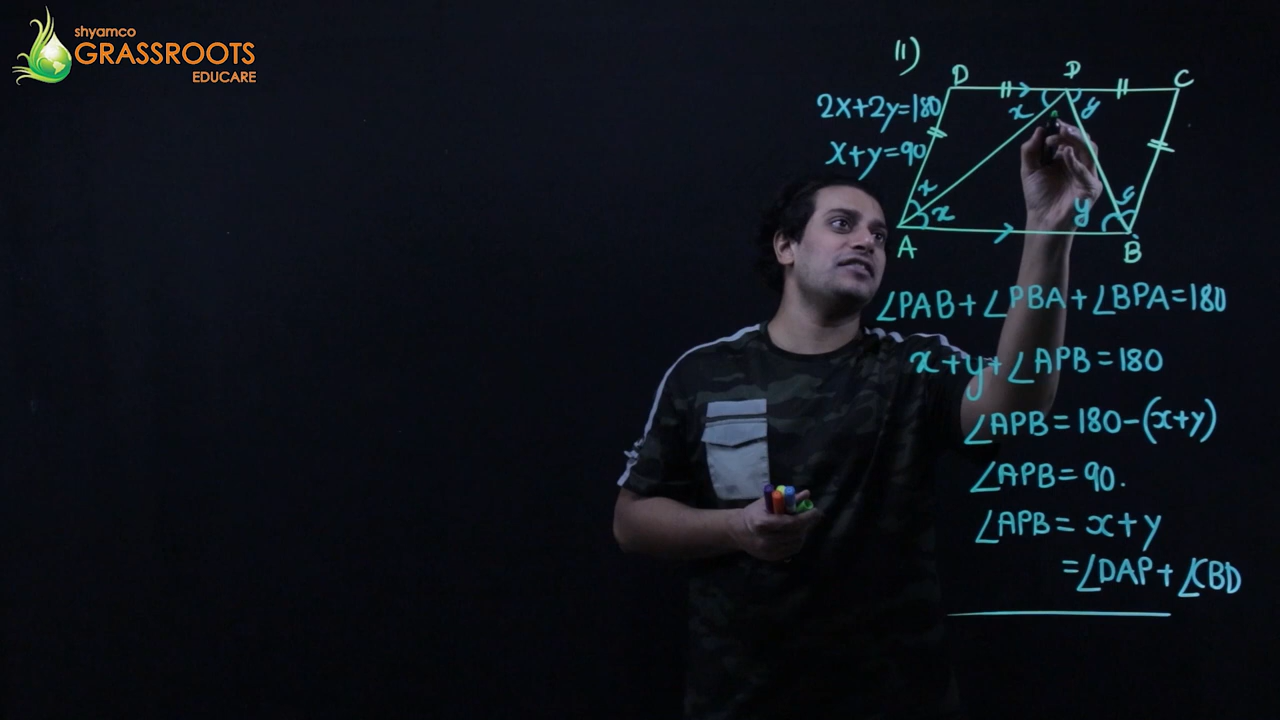 shyamco
GRASSROOTS
EDUCARE
11)
D P C
2x+2y=180
x y
x+y=90
x y
x y
A B
∠PAB+∠PBA+∠BPA=180
x+y+∠APB=180
∠APB=180-(x+y)
∠APB=90.
∠APB=x+y
=∠DAP+∠CBD